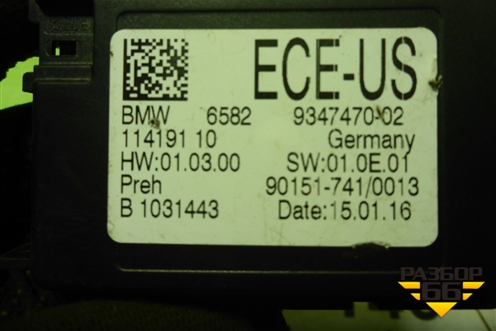 ECE-US
BMW 6582 9347470-02
114191 10 Germany
HW:01.03.00 SW:01.0E.01
Preh 90151-741/0013
B 1031443 Date:15.01.16
РАЗБОР
66